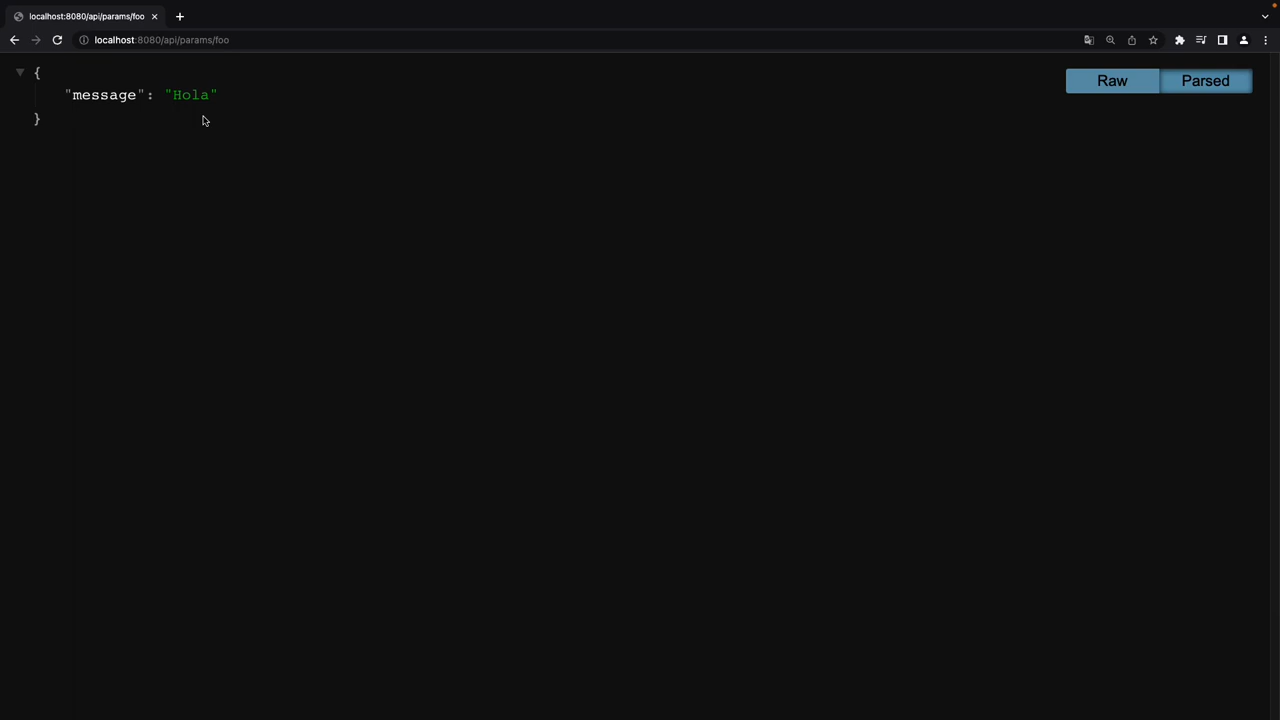 localhost:8080/api/params/foo
localhost:8080/api/params/foo
{
"message": "Hola"
}
Raw
Parsed